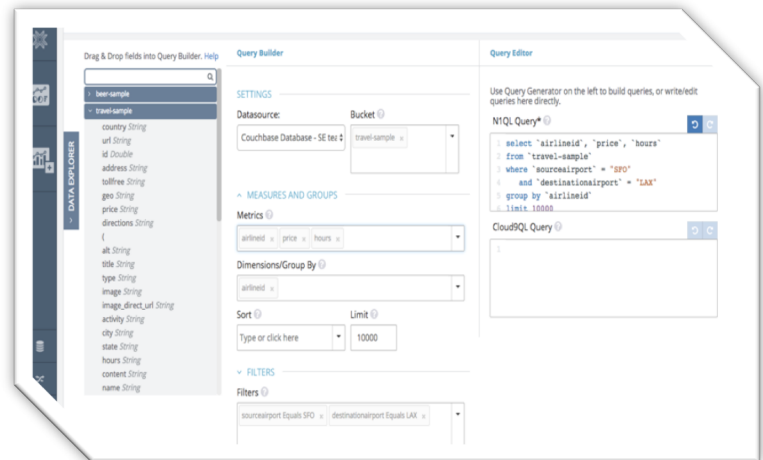 Drag & Drop fields into Query Builder. Help
beer-sample
travel-sample
country String
url String
id Double
address String
tollfree String
geo String
price String
directions String
{
alt String
title String
type String
image String
image_direct_url String
activity String
city String
state String
hours String
content String
name String
DATA EXPLORER
Query Builder
SETTINGS
Datasource:
Bucket
Couchbase Database - SE
travel-sample x
MEASURES AND GROUPS
Metrics
airlineid x price x hours x
Dimensions/Group By
airlineid x
Sort
Limit
Type or click here
10000
FILTERS
Filters
sourceairport Equals SFO x destinationairport Equals LAX x
Query Editor
Use Query Generator on the left to build queries, or write/edit
queries here directly.
N1QL Query*
1 select `airlineid`, `price`, `hours`
2 from `travel-sample`
3 where `sourceairport` = "SFO"
4 and `destinationairport` = "LAX"
5 group by `airlineid`
6 limit 10000
Cloud9QL Query
1